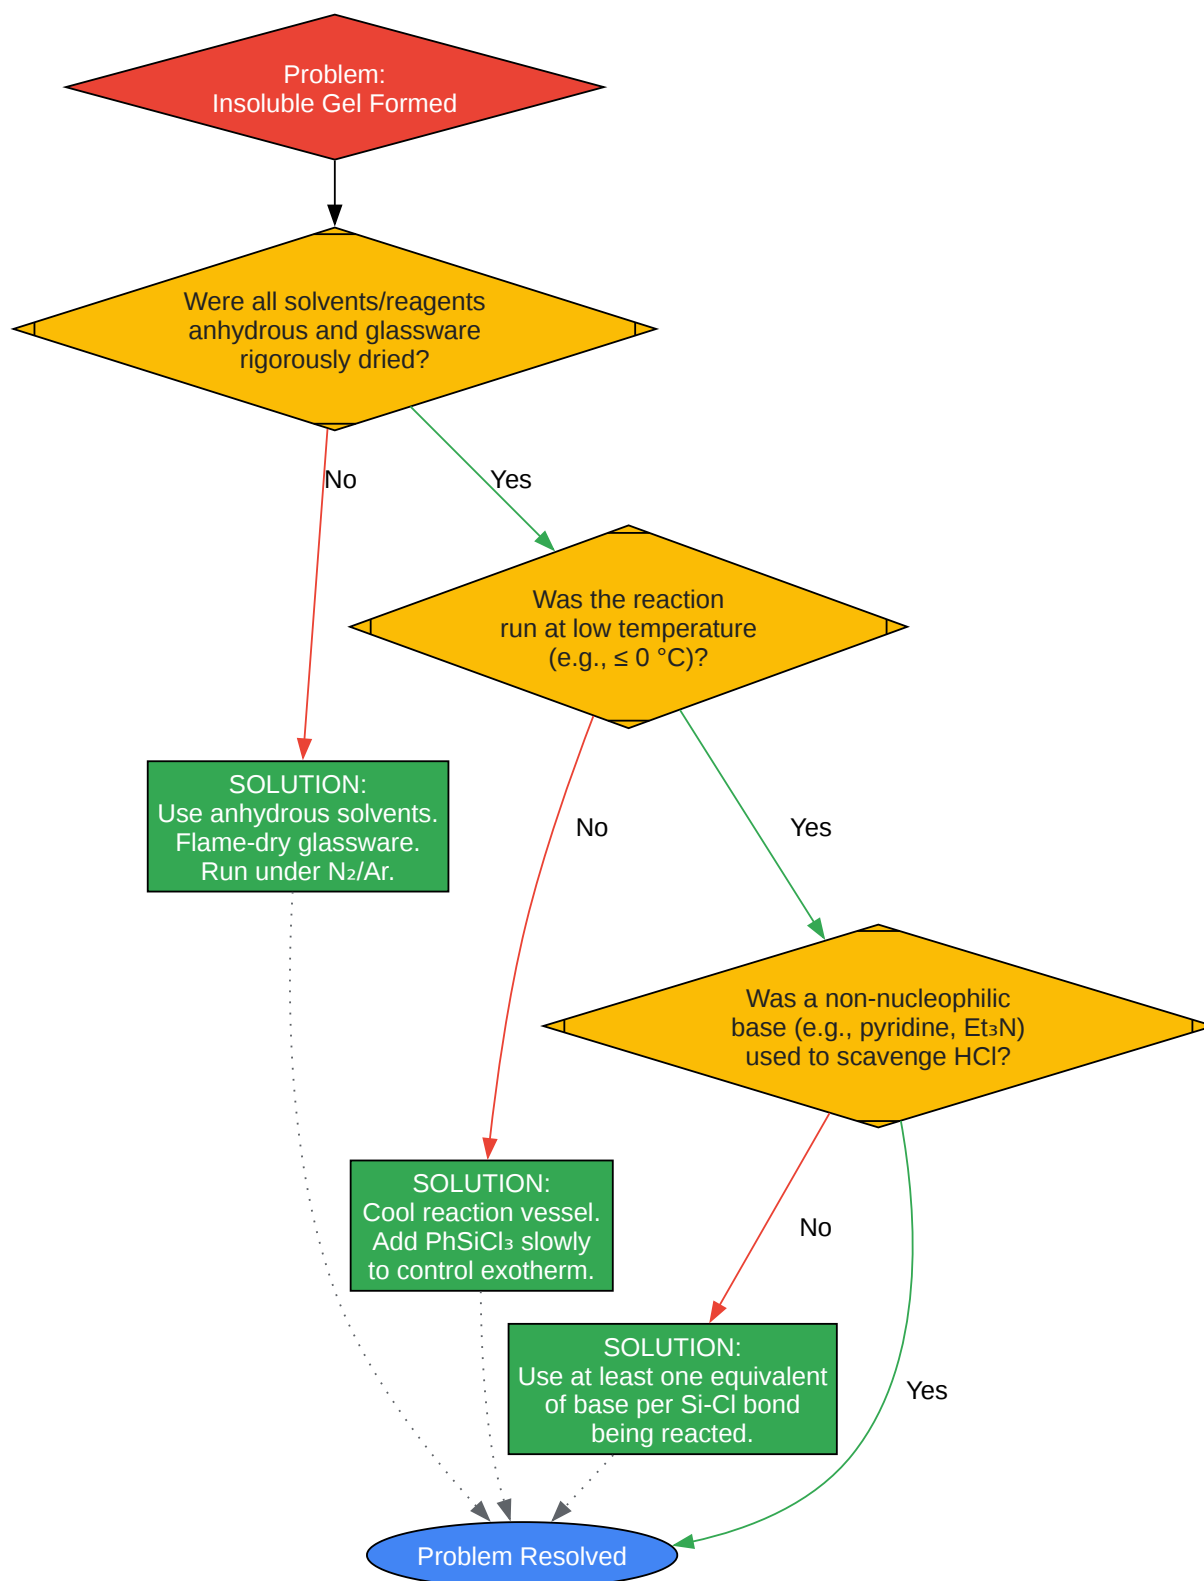 Problem:
Insoluble Gel Formed
Were all solvents/reagents
anhydrous and glassware
rigorously dried?
No
Yes
Was the reaction
run at low temperature
(e.g., ≤ 0 °C)?
SOLUTION:
Use anhydrous solvents.
Flame-dry glassware.
Run under N₂/Ar.
No
Yes
Was a non-nucleophilic
base (e.g., pyridine, Et₃N)
used to scavenge HCl?
SOLUTION:
Cool reaction vessel.
Add PhSiCl₃ slowly
to control exotherm.
No
Yes
SOLUTION:
Use at least one equivalent
of base per Si-Cl bond
being reacted.
Problem Resolved